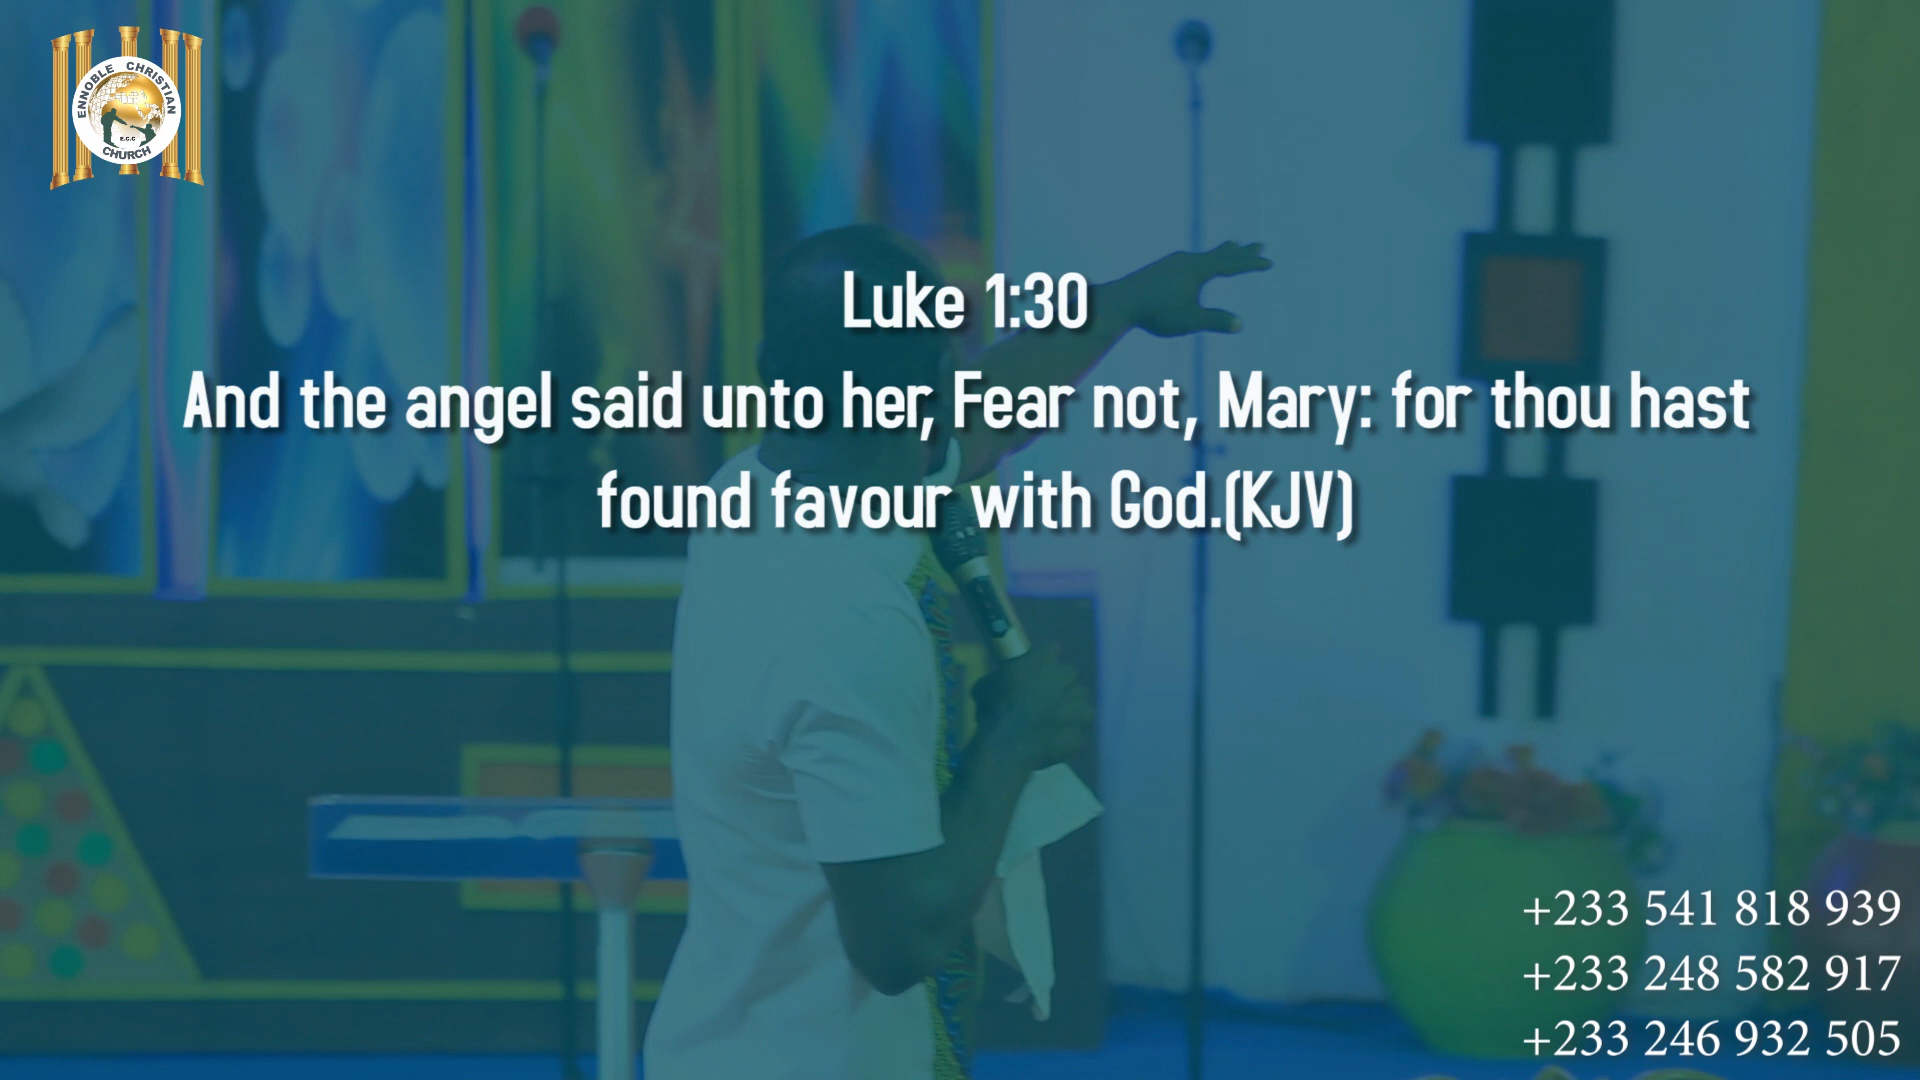 ENNOBLE CHRISTIAN
E.C.C
CHURCH
Luke 1:30
And the angel said unto her, Fear not, Mary: for thou hast
found favour with God.(KJV)
+233 541 818 939
+233 248 582 917
+233 246 932 505